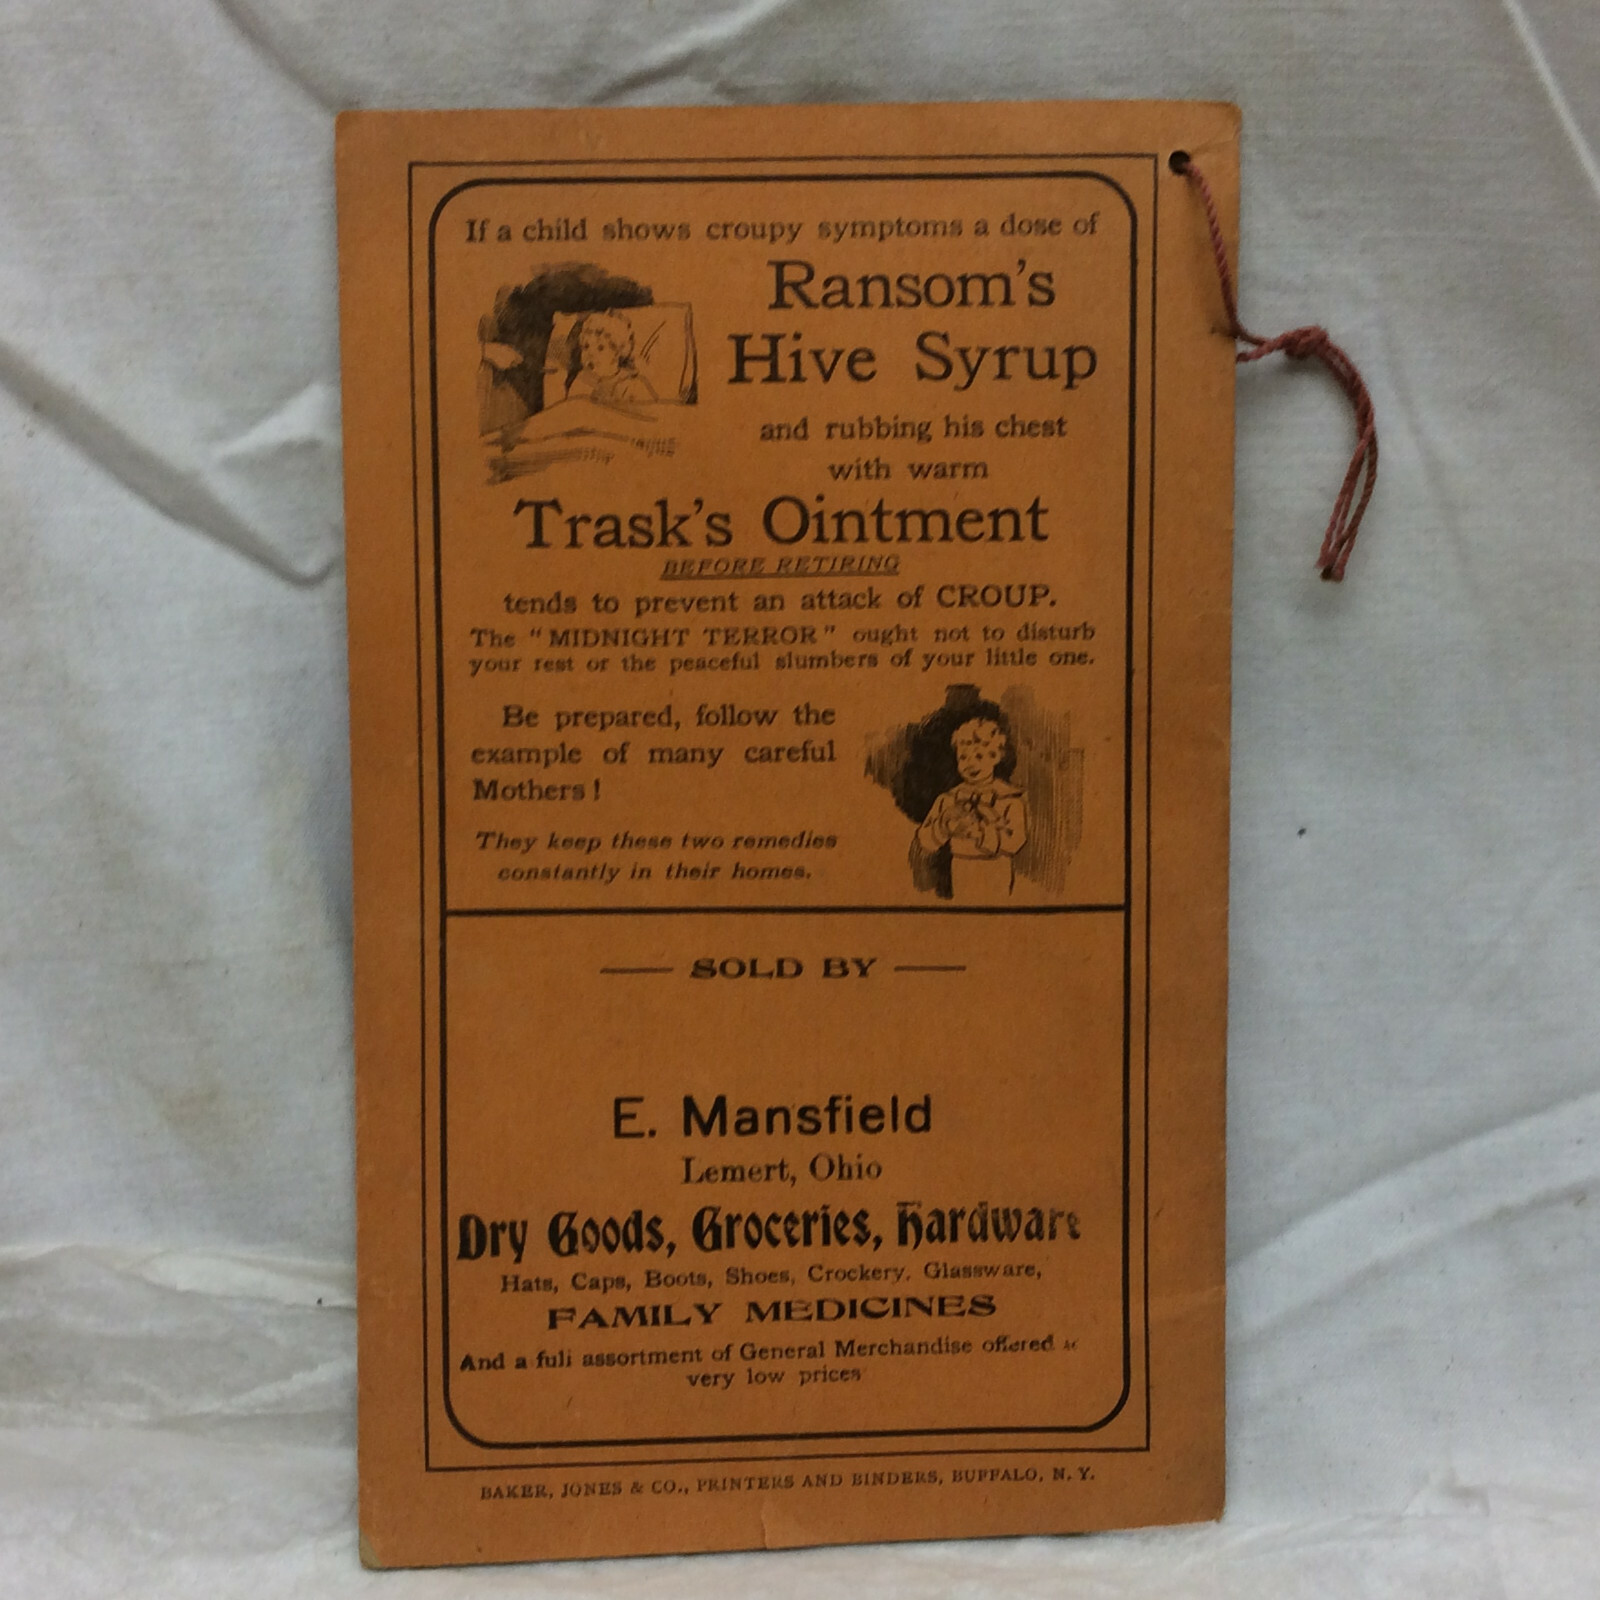 If a child shows croupy symptoms a dose of
Ransom's
Hive Syrup
and rubbing his chest
with warm
Trask's Ointment
BEFORE RETIRING
tends to prevent an attack of CROUP.
The "MIDNIGHT TERROR" ought not to disturb
your rest or the peaceful slumbers of your little one.
Be prepared, follow the
example of many careful
Mothers!
They keep these two remedies
constantly in their homes.
SOLD BY
E. Mansfield
Lemert, Ohio
Dry Goods, Groceries, Hardware
Hats, Caps, Boots, Shoes, Crockery, Glassware,
FAMILY MEDICINES
And a full assortment of General Merchandise offered
very low prices
BAKER, JONES & CO., PRINTERS AND BINDERS, BUFFALO, N. Y.